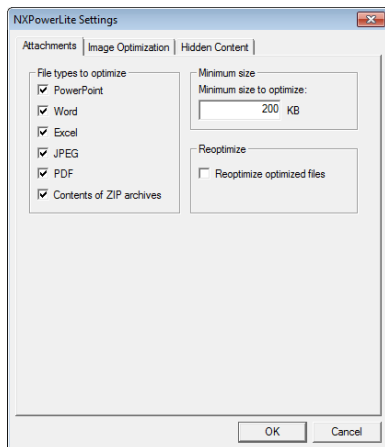 NXPowerLite Settings
Attachments
Image Optimization
Hidden Content
File types to optimize
PowerPoint
Word
Excel
JPEG
PDF
Contents of ZIP archives
Minimum size
Minimum size to optimize:
200 KB
Reoptimize
Reoptimize optimized files
OK
Cancel